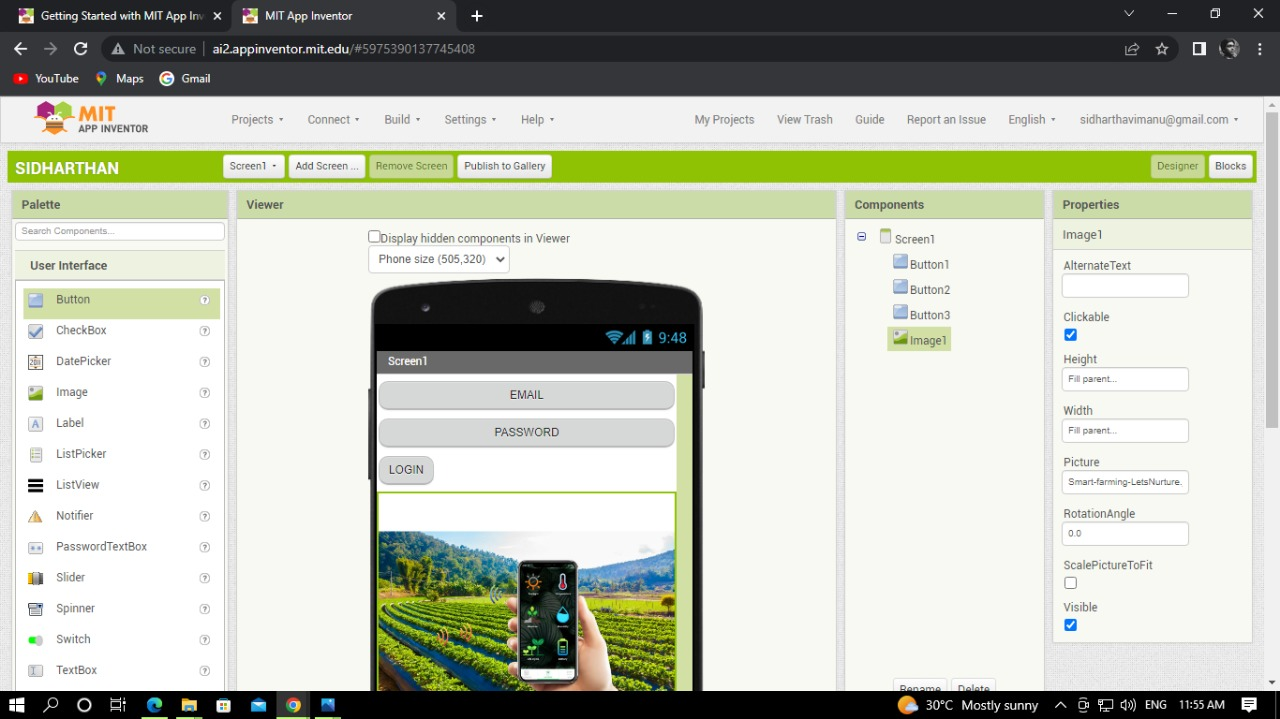 Getting Started with MIT App Inv
MIT App Inventor
Not secure
ai2.appinventor.mit.edu/#5975390137745408
YouTube
Maps
Gmail
MIT
APP INVENTOR
Projects
Connect
Build
Settings
Help
My Projects
View Trash
Guide
Report an Issue
English
sidharthavimanu@gmail.com
SIDHARTHAN
Screen1
Add Screen ...
Remove Screen
Publish to Gallery
Designer
Blocks
Palette
Search Components...
User Interface
Button
CheckBox
DatePicker
Image
Label
ListPicker
ListView
Notifier
PasswordTextBox
Slider
Spinner
Switch
TextBox
Viewer
Display hidden components in Viewer
Phone size (505,320)
9:48
Screen1
EMAIL
PASSWORD
LOGIN
Components
Screen1
Button1
Button2
Button3
Image1
Rename
Delete
Properties
Image1
AlternateText
Clickable
Height
Fill parent...
Width
Fill parent...
Picture
Smart-farming-LetsNurture.
RotationAngle
0.0
ScalePictureToFit
Visible
30°C Mostly sunny
ENG
11:55 AM